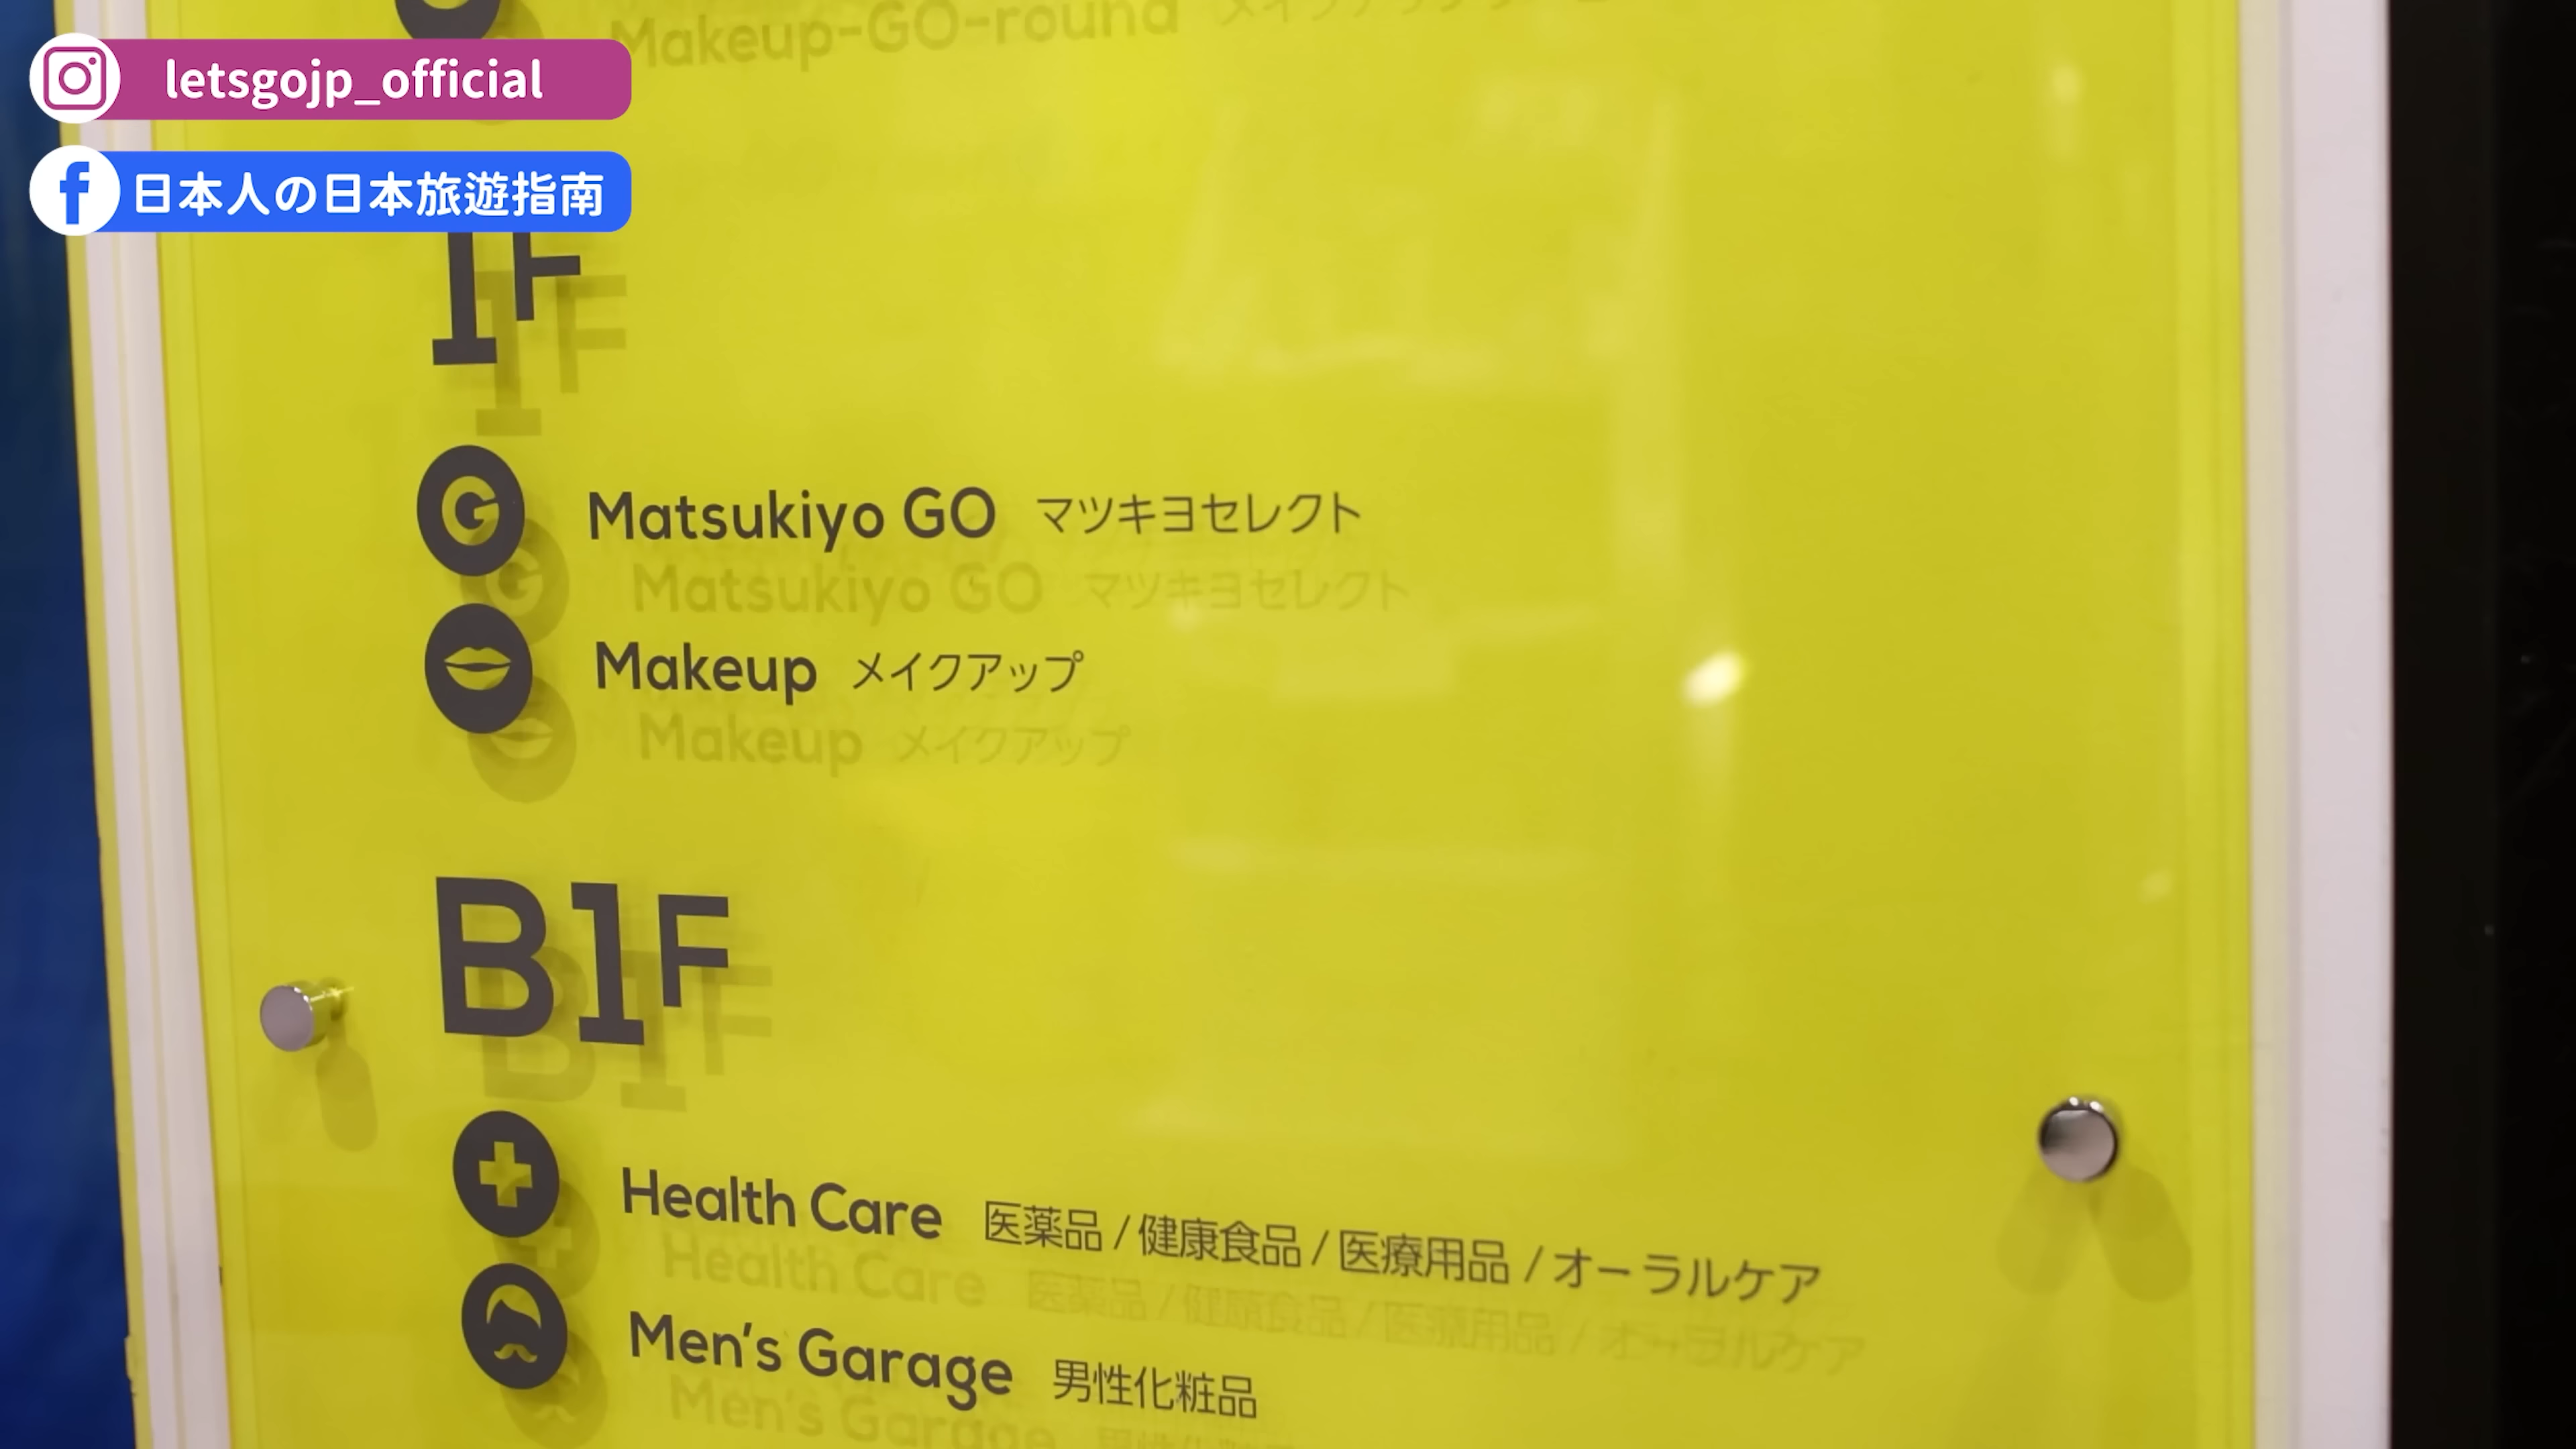 letsgojp_official
日本人の日本旅遊指南
Makeup-GO-round
1F
Matsukiyo GO マツキヨセレクト
Makeup メイクアップ
B1F
Health Care 医薬品 / 健康食品 / 医療用品 / オーラルケア
Men's Garage 男性化粧品